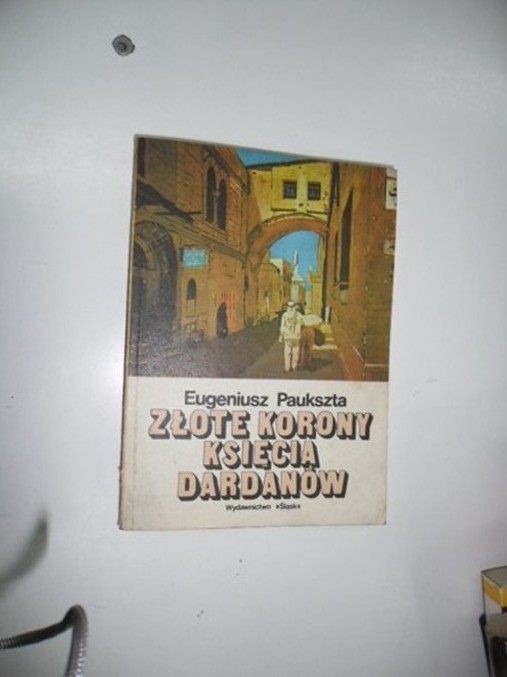 Eugeniusz Paukszta
ZŁOTE KORONY
KSIĘCIA
DARDANÓW
Wydawnictwo »Śląsk«